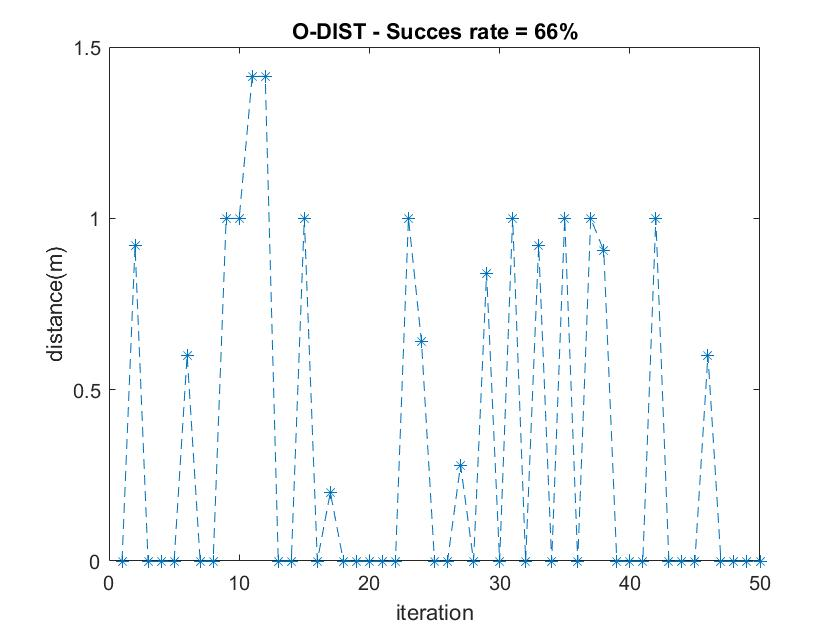 O-DIST - Succes rate = 66%
1.5
1
0.5
0
distance(m)
0 10 20 30 40 50
iteration